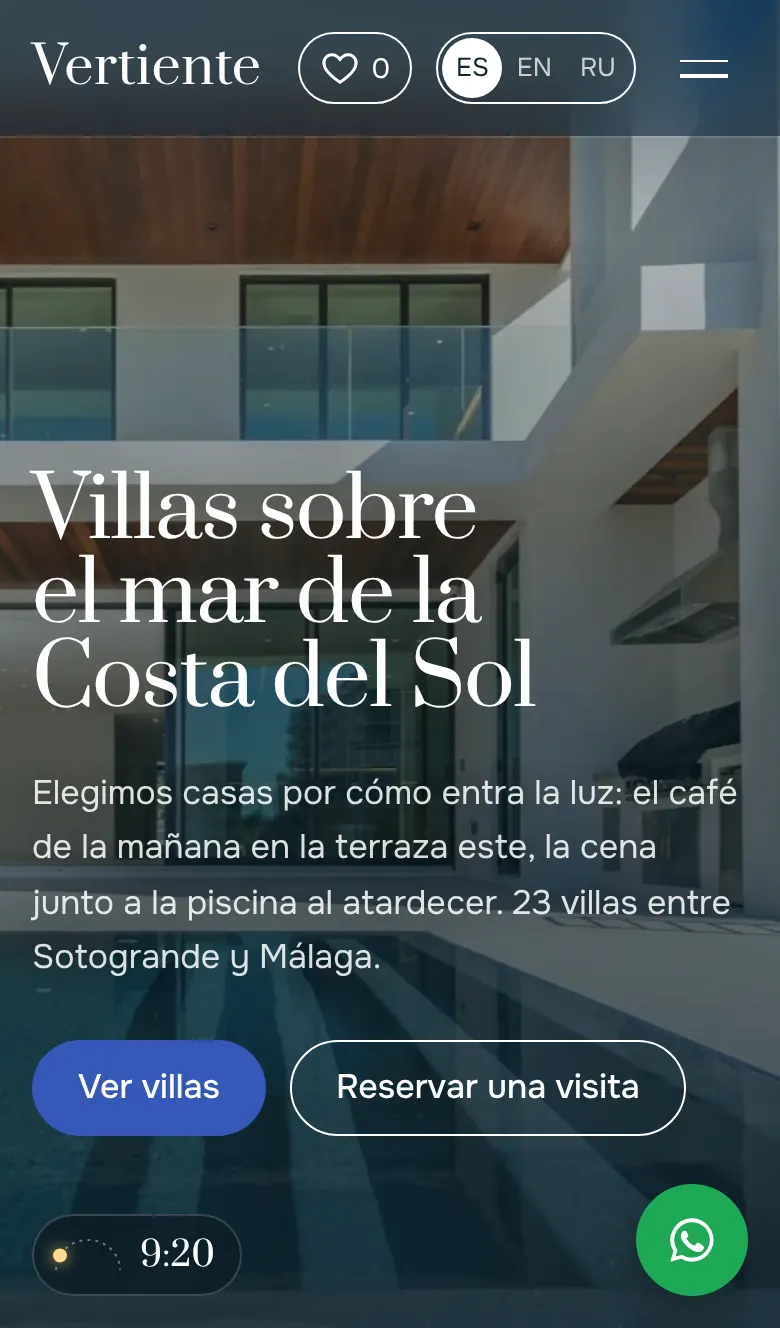 Vertiente
0
ES EN RU
Villas sobre
el mar de la
Costa del Sol
Elegimos casas por cómo entra la luz: el café
de la mañana en la terraza este, la cena
junto a la piscina al atardecer. 23 villas entre
Sotogrande y Málaga.
Ver villas
Reservar una visita
9:20